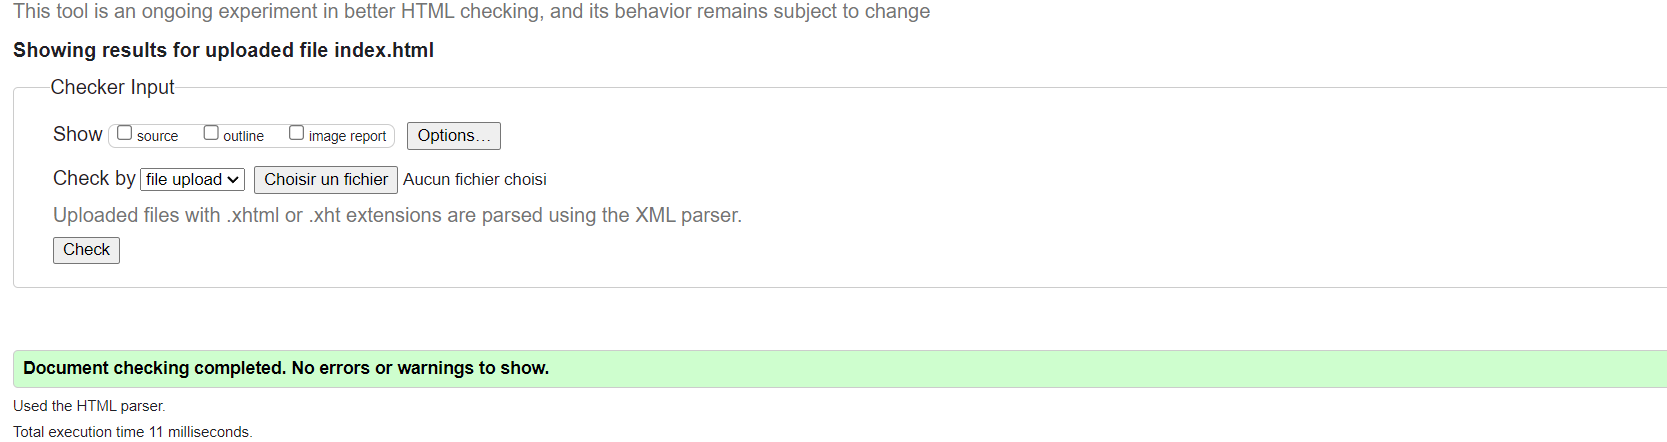 This tool is an ongoing experiment in better HTML checking, and its behavior remains subject to change
Showing results for uploaded file index.html
Checker Input
Show source outline image report Options...
Check by file upload Choisir un fichier Aucun fichier choisi
Uploaded files with .xhtml or .xht extensions are parsed using the XML parser.
Check
Document checking completed. No errors or warnings to show.
Used the HTML parser.
Total execution time 11 milliseconds.